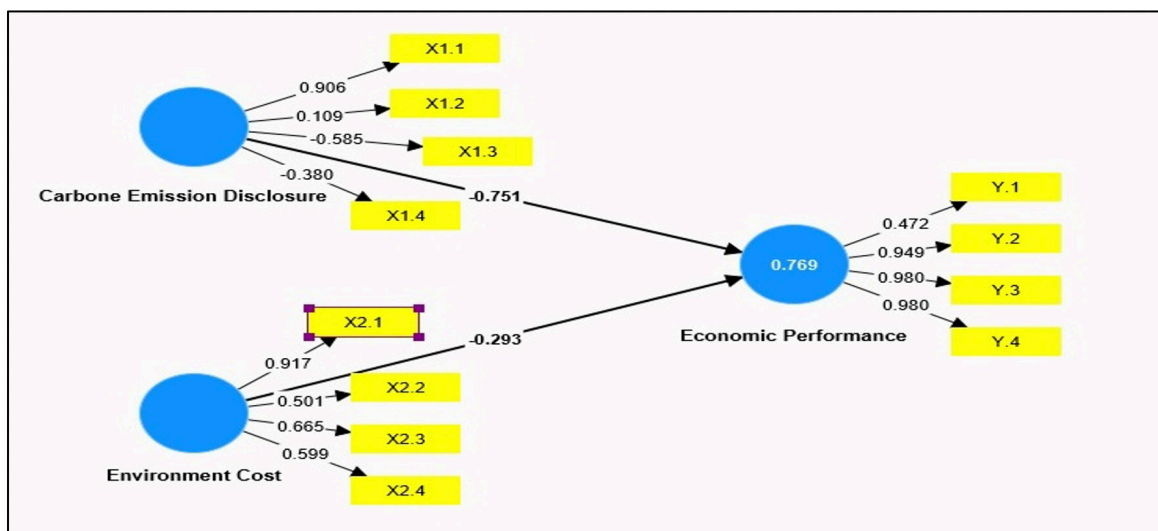 X1.1
0.906
X1.2
0.109
-0.585
X1.3
-0.380
Carbone Emission Disclosure
X1.4
-0.751
Y.1
0.472
Y.2
0.949
0.769
0.980
Y.3
0.980
Economic Performance
Y.4
X2.1
-0.293
0.917
X2.2
0.501
0.665
X2.3
0.599
Environment Cost
X2.4